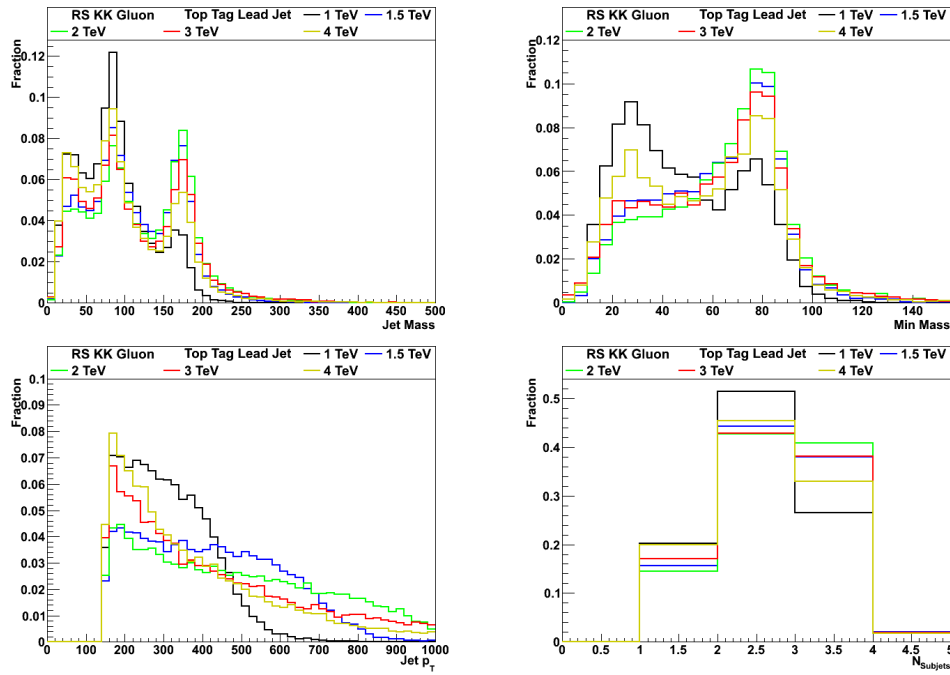 RS KK Gluon Top Tag Lead Jet 1 TeV 1.5 TeV
2 TeV 3 TeV 4 TeV
Fraction
0.12
0.1
0.08
0.06
0.04
0.02
0
0 50 100 150 200 250 300 350 400 450 500
Jet Mass
RS KK Gluon Top Tag Lead Jet 1 TeV 1.5 TeV
2 TeV 3 TeV 4 TeV
Fraction
0.12
0.1
0.08
0.06
0.04
0.02
0
0 20 40 60 80 100 120 140
Min Mass
RS KK Gluon Top Tag Lead Jet 1 TeV 1.5 TeV
2 TeV 3 TeV 4 TeV
Fraction
0.1
0.09
0.08
0.07
0.06
0.05
0.04
0.03
0.02
0.01
0
0 100 200 300 400 500 600 700 800 900 1000
Jet p_T
RS KK Gluon Top Tag Lead Jet 1 TeV 1.5 TeV
2 TeV 3 TeV 4 TeV
Fraction
0.5
0.4
0.3
0.2
0.1
0
0 0.5 1 1.5 2 2.5 3 3.5 4 4.5 5
N_Subjets